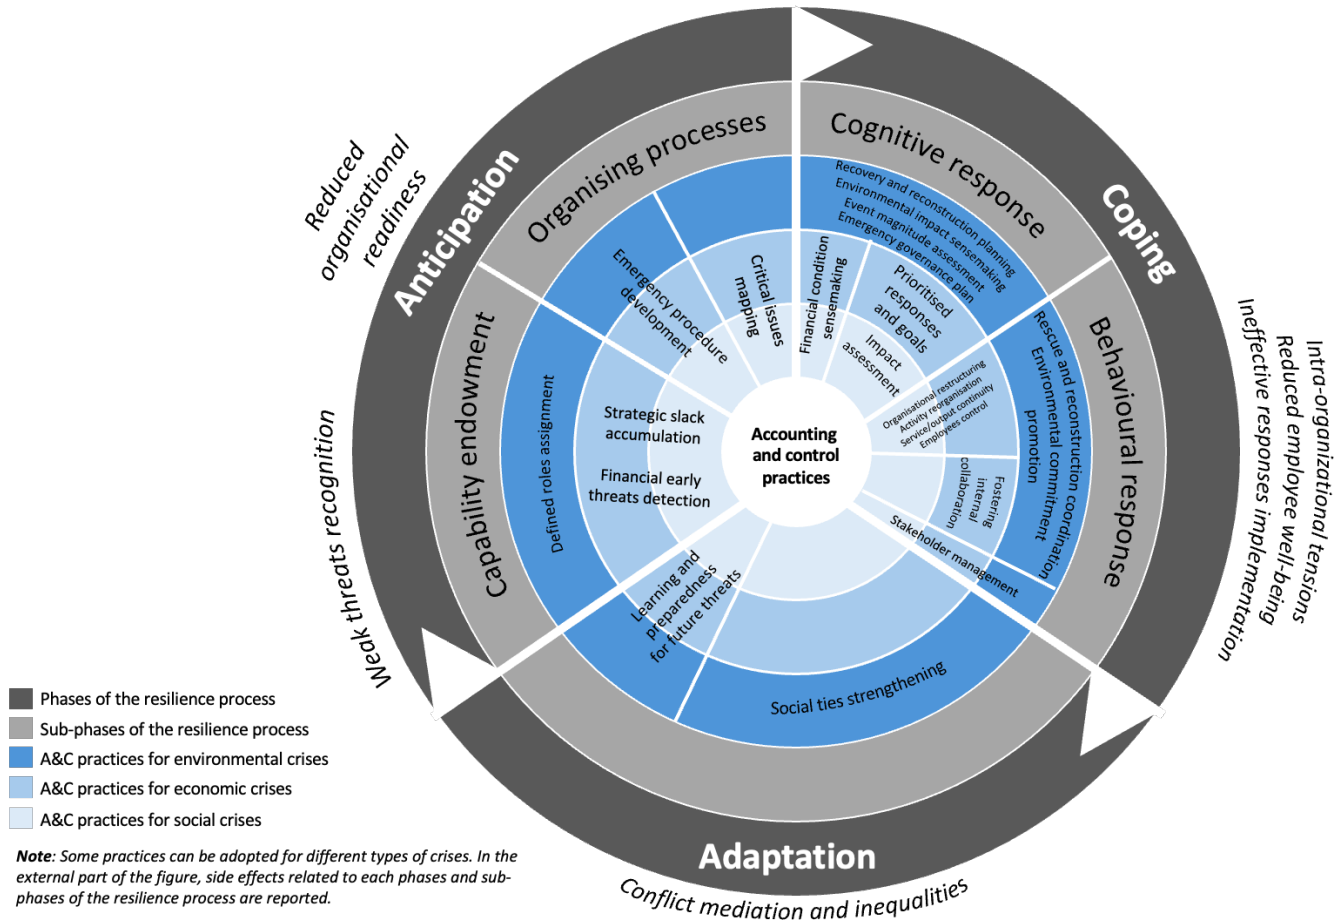 Reduced
organisational
readiness
Anticipation
Organising processes
Cognitive response
Coping
Recovery and reconstruction planning
Environmental impact sensemaking
Event magnitude assessment
Emergency governance plan
Emergency procedure
development
Critical issues
mapping
Financial condition
sensemaking
Prioritised
responses
and goals
Impact
assessment
Capability endowment
Defined roles assignment
Strategic slack
accumulation
Financial early
threats detection
Accounting
and control
practices
Organisational restructuring
Activity reorganisation
Service/output continuity
Employees control
Fostering
internal
collaboration
Rescue and reconstruction coordination
Environmental commitment
promotion
Behavioural response
Intra-organizational tensions
Reduced employee well-being
Ineffective responses implementation
Weak threats recognition
Stakeholder management
Learning and
preparedness
for future threats
Social ties strengthening
Adaptation
Conflict mediation and inequalities
Phases of the resilience process
Sub-phases of the resilience process
A&C practices for environmental crises
A&C practices for economic crises
A&C practices for social crises
Note: Some practices can be adopted for different types of crises. In the
external part of the figure, side effects related to each phases and sub-
phases of the resilience process are reported.